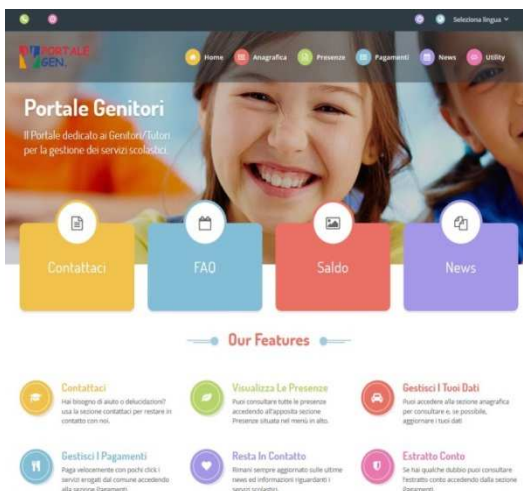 Seleziona lingua
PORTALE
GEN.
Home
Anagrafica
Presenze
Pagamenti
News
Utility
Portale Genitori
Il Portale dedicato ai Genitori/Tutori
per la gestione dei servizi scolastici
Contattaci
FAQ
Saldo
News
Our Features
Contattaci
Hai bisogno di aiuto o delucidazioni?
usa la sezione contattaci per restare in
contatto con noi.
Visualizza Le Presenze
Puoi consultare tutte le presenze
accedendo all'apposita sezione
Presenze situata nel menù in alto.
Gestisci I Tuoi Dati
Puoi accedere alla sezione anagrafica
per consultare e, se possibile,
aggiornare i tuoi dati
Gestisci I Pagamenti
Paga velocemente con pochi click i
servizi erogati dal comune accedendo
alla sezione Pagamenti.
Resta In Contatto
Rimani sempre aggiornato sulle ultime
news ed informazioni riguardanti i
servizi scolastici.
Estratto Conto
Se hai qualche dubbio puoi consultare
l'estratto conto accedendo dalla sezione
Pagamenti.